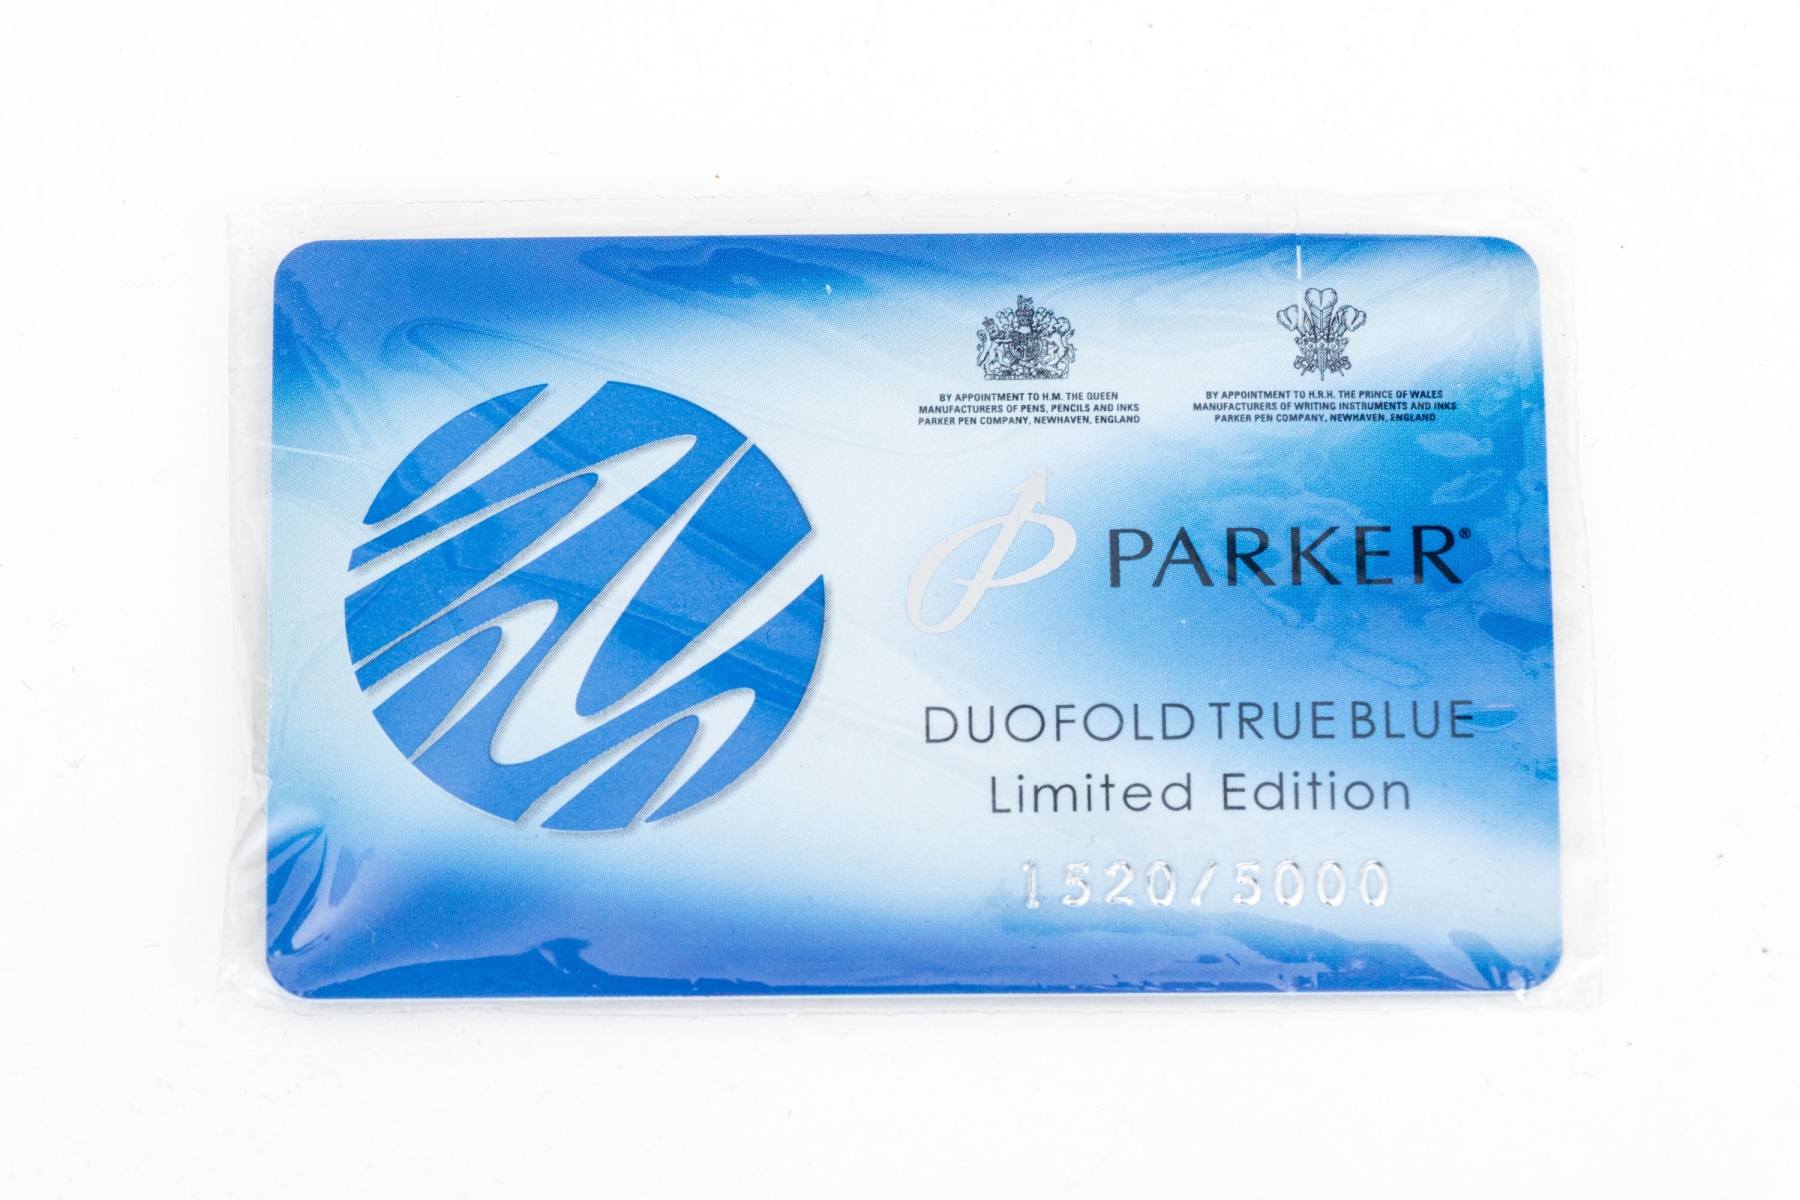 BY APPOINTMENT TO H.M. THE QUEEN
MANUFACTURERS OF PENS, PENCILS AND INKS
PARKER PEN COMPANY, NEWHAVEN, ENGLAND
BY APPOINTMENT TO H.R.H. THE PRINCE OF WALES
MANUFACTURERS OF WRITING INSTRUMENTS AND INKS
PARKER PEN COMPANY, NEWHAVEN, ENGLAND
PARKER®
DUOFOLD TRUE BLUE
Limited Edition
1520/5000